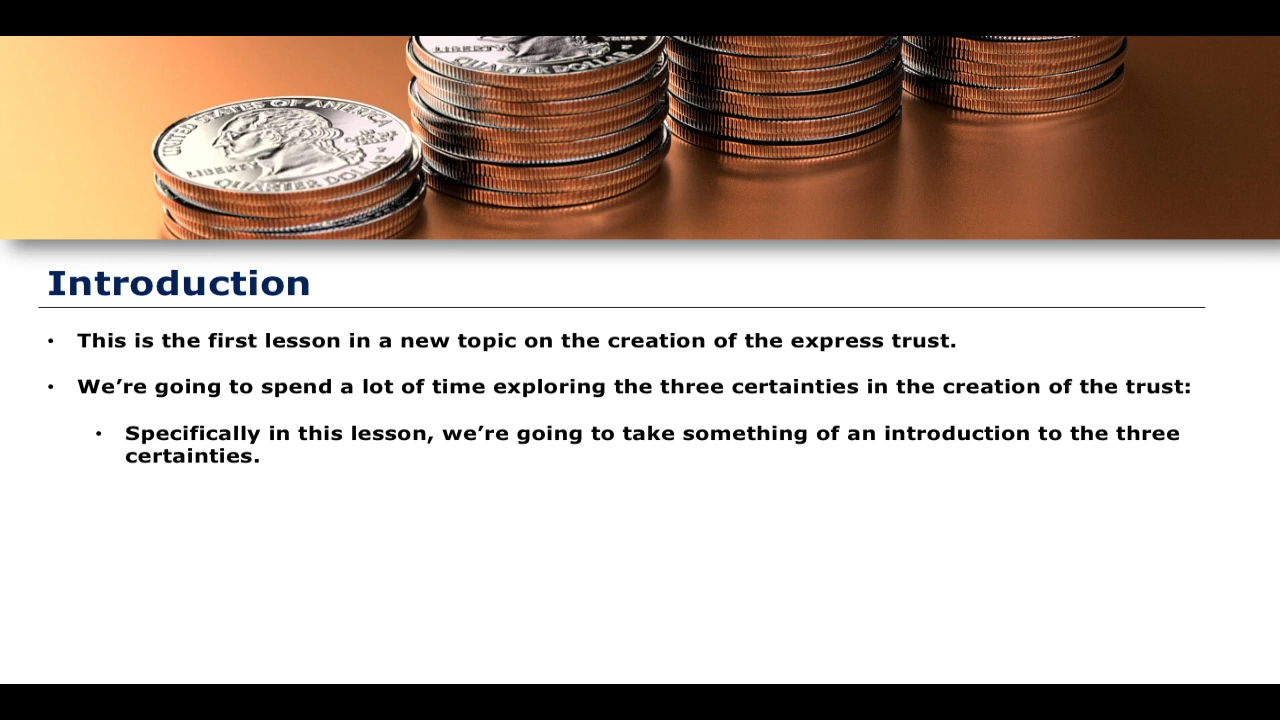 UNITED STATES OF AMERICA
LIBERTY
QUARTER DOLLAR
LIBERTY
TRUST
P
QUARTER DOLLAR
Introduction
• This is the first lesson in a new topic on the creation of the express trust.
• We’re going to spend a lot of time exploring the three certainties in the creation of the trust:
• Specifically in this lesson, we’re going to take something of an introduction to the three
certainties.